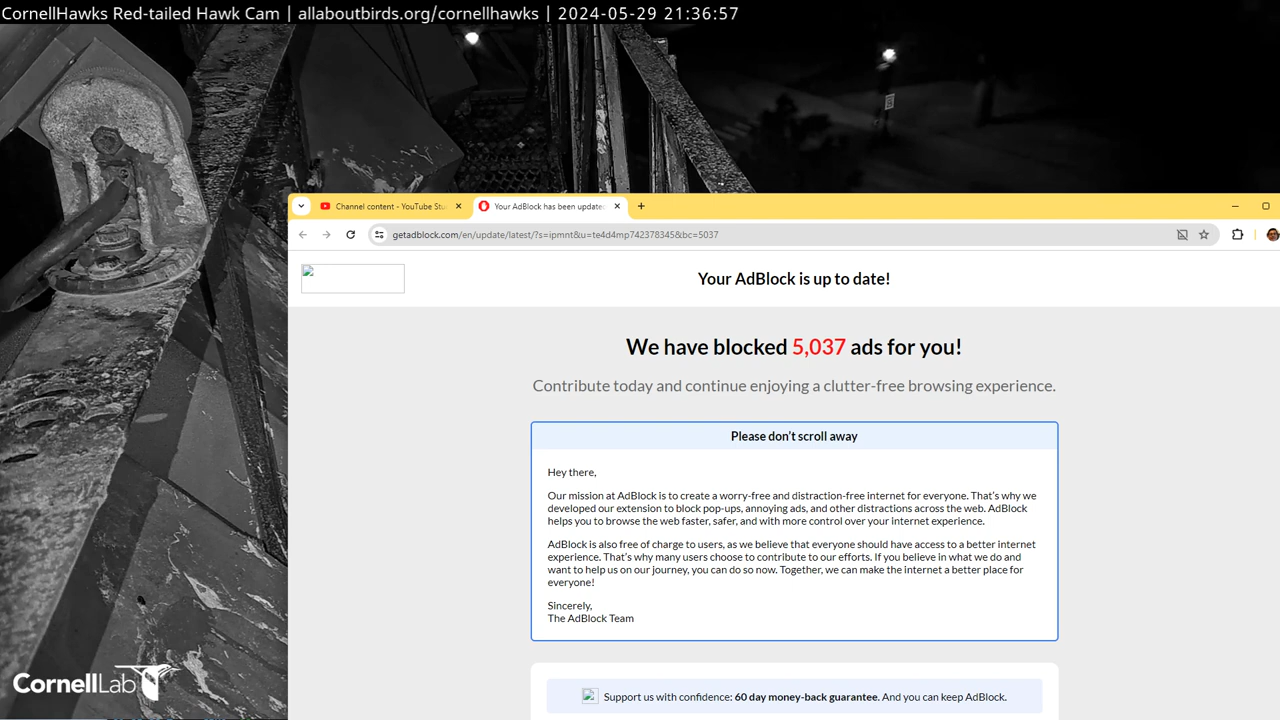 CornellHawks Red-tailed Hawk Cam | allaboutbirds.org/cornellhawks | 2024-05-29 21:36:57
Channel content - YouTube Stu
Your AdBlock has been update
getadblock.com/en/update/latest/?s=ipmnt&u=te4d4mp742378345&bc=5037
Your AdBlock is up to date!
We have blocked 5,037 ads for you!
Contribute today and continue enjoying a clutter-free browsing experience.
Please don't scroll away
Hey there,
Our mission at AdBlock is to create a worry-free and distraction-free internet for everyone. That's why we
developed our extension to block pop-ups, annoying ads, and other distractions across the web. AdBlock
helps you to browse the web faster, safer, and with more control over your internet experience.
AdBlock is also free of charge to users, as we believe that everyone should have access to a better internet
experience. That's why many users choose to contribute to our efforts. If you believe in what we do and
want to help us on our journey, you can do so now. Together, we can make the internet a better place for
everyone!
Sincerely,
The AdBlock Team
Support us with confidence: 60 day money-back guarantee. And you can keep AdBlock.
CornellLab